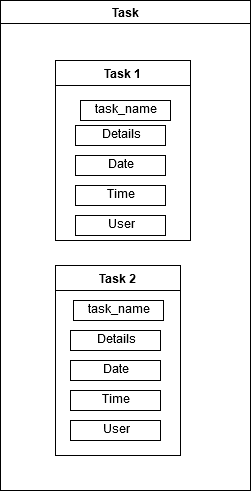 Task
Task 1
task_name
Details
Date
Time
User
Task 2
task_name
Details
Date
Time
User